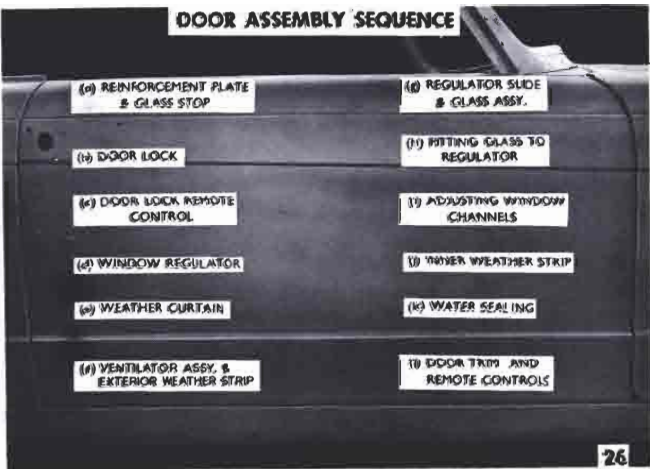 DOOR ASSEMBLY SEQUENCE
(a) REINFORCEMENT PLATE
& GLASS STOP
(b) DOOR LOCK
(c) DOOR LOCK REMOTE
CONTROL
(d) WINDOW REGULATOR
(e) WEATHER CURTAIN
(f) VENTILATOR ASSY. &
EXTERIOR WEATHER STRIP
(g) REGULATOR SLIDE
& GLASS ASSY.
(h) FITTING GLASS TO
REGULATOR
(i) ADJUSTING WINDOW
CHANNELS
(j) INNER WEATHER STRIP
(k) WATER SEALING
(l) DOOR TRIM AND
REMOTE CONTROLS
26